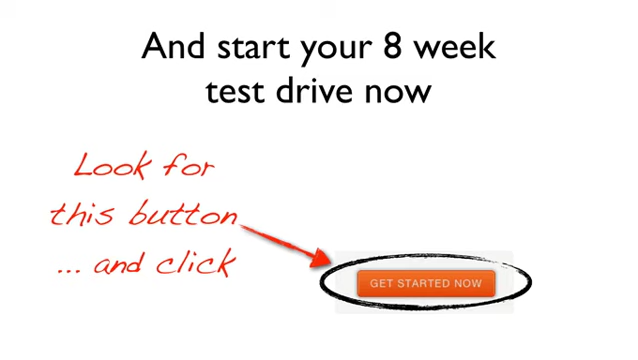 And start your 8 week
test drive now
Look for
this button
... and click
GET STARTED NOW